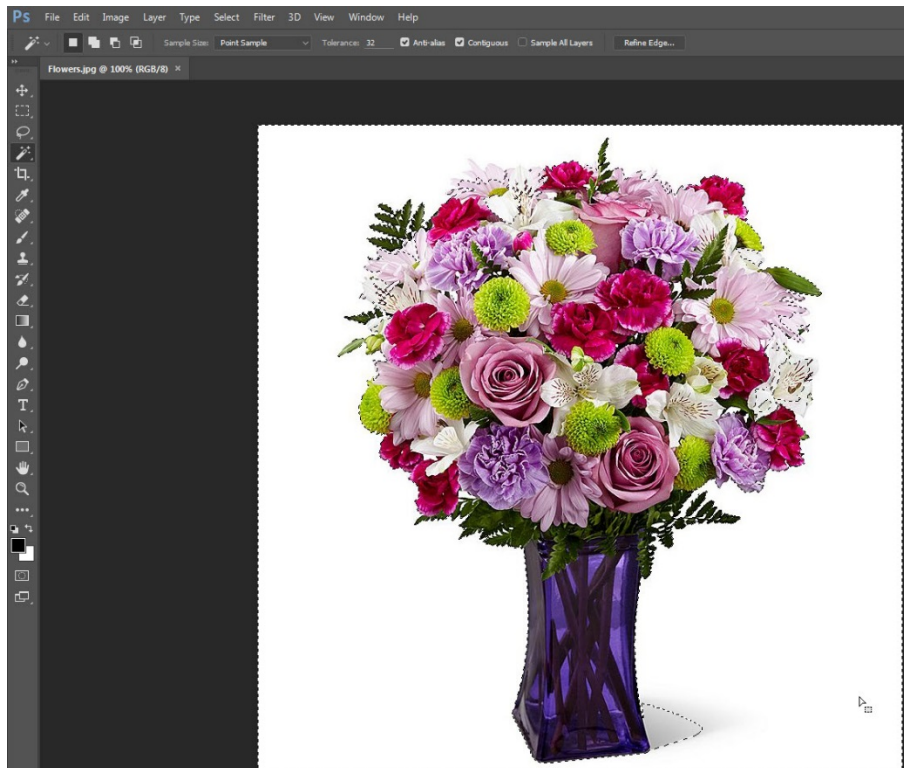 Ps File Edit Image Layer Type Select Filter 3D View Window Help
Sample Size: Point Sample Tolerance: 32 Anti-alias Contiguous Sample All Layers Refine Edge...
Flowers.jpg @ 100% (RGB/8) ×
T